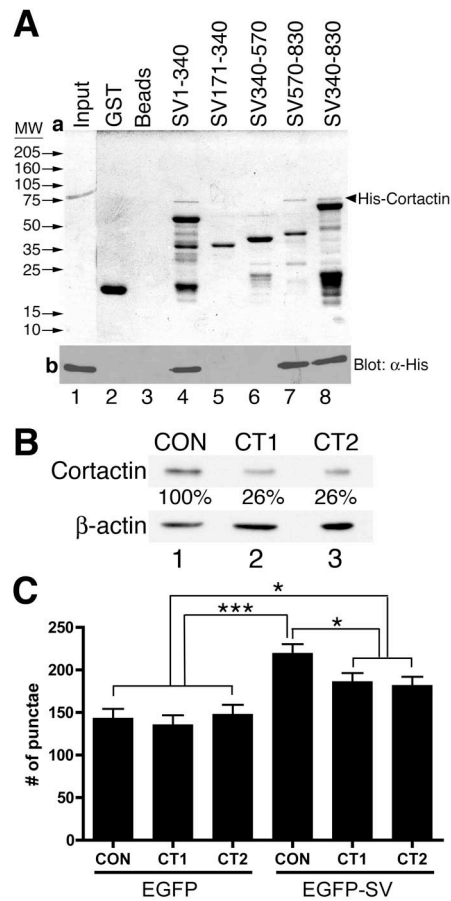 A
Input
GST
Beads
SV1-340
SV171-340
SV340-570
SV570-830
SV340-830
MW
a
205
160
105
75
50
35
25
15
10
His-Cortactin
b
Blot: α-His
1 2 3 4 5 6 7 8
B
CON CT1 CT2
Cortactin
100% 26% 26%
β-actin
1 2 3
C
*
*** *
250
200
150
100
50
0
# of punctae
CON CT1 CT2 CON CT1 CT2
EGFP EGFP-SV